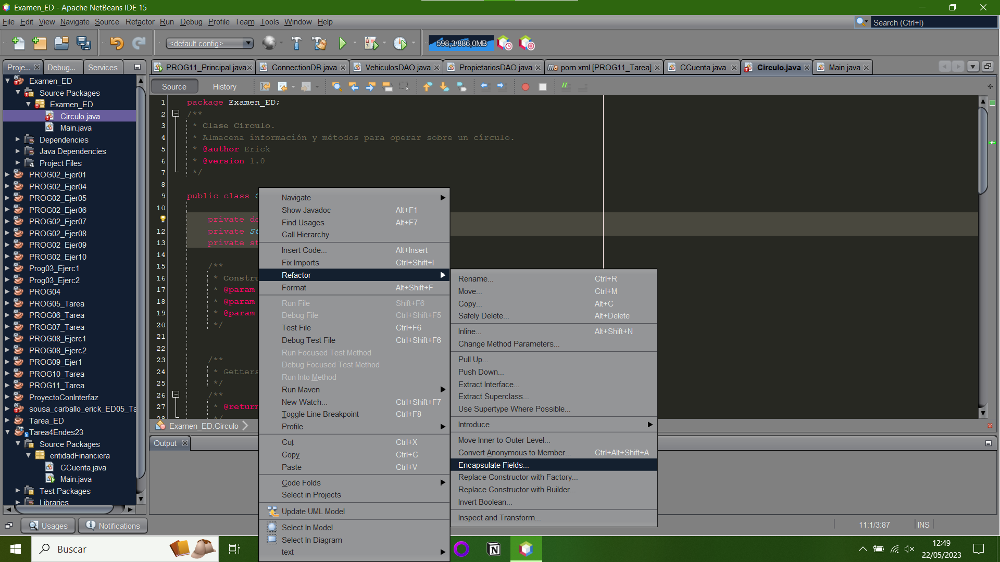 Examen_ED - Apache NetBeans IDE 15
File Edit View Navigate Source Refactor Run Debug Profile Team Tools Window Help
Search (Ctrl+I)
<default config>
598,3/886,0MB
Proje...
Debug...
Services
PROG11_Principal.java
ConnectionDB.java
VehiculosDAO.java
PropietariosDAO.java
pom.xml [PROG11_Tarea]
CCuenta.java
Circulo.java
Main.java
Examen_ED
Source Packages
Examen_ED
Circulo.java
Main.java
Dependencies
Java Dependencies
Project Files
PROG02_Ejer01
PROG02_Ejer04
PROG02_Ejer05
PROG02_Ejer06
PROG02_Ejer07
PROG02_Ejer08
PROG02_Ejer09
PROG02_Ejer10
Prog03_Ejerc1
Prog03_Ejerc2
PROG04
PROG05_Tarea
PROG06_Tarea
PROG07_Tarea
PROG08_Ejerc1
PROG08_Ejerc2
PROG09_Ejer1
PROG10_Tarea
PROG11_Tarea
ProyectoConInterfaz
sousa_carballo_erick_ED05_Ta
Tarea_ED
Tarea4Endes23
Source Packages
entidadFinanciera
CCuenta.java
Main.java
Test Packages
Libraries
Source History
1 package Examen_ED;
2 /**
3 * Clase Circulo.
4 * Almacena información y métodos para operar sobre un círculo.
5 * @author Erick
6 * @version 1.0
7 */
8
9 public class C
10
private do
12 private St
13 private st
14
15 /**
16 * Constru
17 * @param
18 * @param
19 * @param
20 */
21
22
23 /**
24 * Getters
25 */
26 /**
27 * @return
28 */
Navigate
Show Javadoc Alt+F1
Find Usages Alt+F7
Call Hierarchy
Insert Code... Alt+Insert
Fix Imports Ctrl+Shift+I
Refactor
Format Alt+Shift+F
Run File Shift+F6
Debug File Ctrl+Shift+F5
Test File Ctrl+F6
Debug Test File Ctrl+Shift+F6
Run Focused Test Method
Debug Focused Test Method
Run Into Method
Run Maven
New Watch... Ctrl+Shift+F7
Toggle Line Breakpoint Ctrl+F8
Profile
Cut Ctrl+X
Copy Ctrl+C
Paste Ctrl+V
Code Folds
Select in Projects
Update UML Model
Select In Model
Select In Diagram
text
Rename... Ctrl+R
Move... Ctrl+M
Copy... Alt+C
Safely Delete... Alt+Delete
Inline... Alt+Shift+N
Change Method Parameters...
Pull Up...
Push Down...
Extract Interface...
Extract Superclass...
Use Supertype Where Possible...
Introduce
Move Inner to Outer Level...
Convert Anonymous to Member... Ctrl+Alt+Shift+A
Encapsulate Fields...
Replace Constructor with Factory...
Replace Constructor with Builder...
Invert Boolean...
Inspect and Transform...
Examen_ED.Circulo
Output
Usages
Notifications
11:1/3:87
INS
Buscar
12:49
22/05/2023